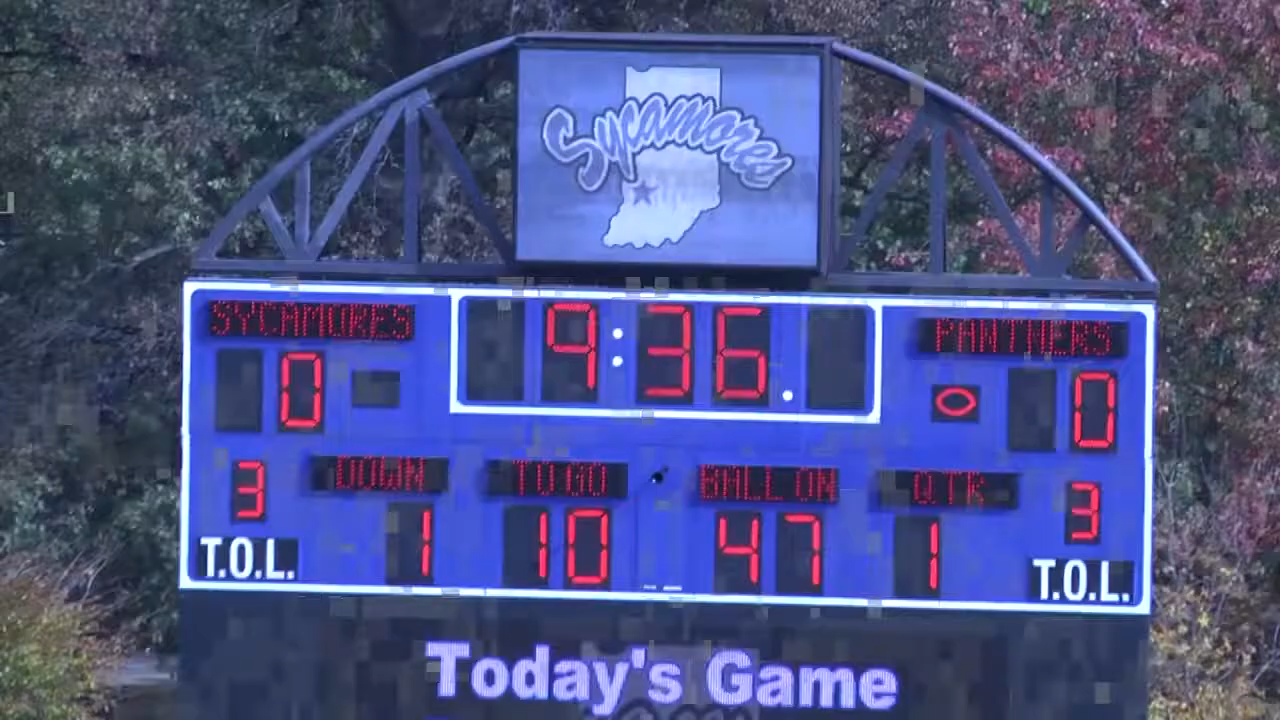 Sycamores
SYCAMORES
9:36.
PANTHERS
0
0
DOWN
TO GO
BALL ON
QTR
3
1
10
47
1
3
T.O.L.
T.O.L.
Today's Game